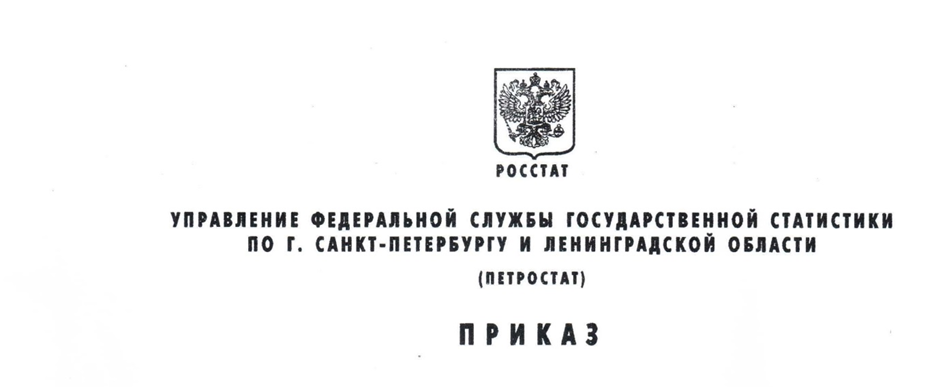 РОССТАТ
УПРАВЛЕНИЕ ФЕДЕРАЛЬНОЙ СЛУЖБЫ ГОСУДАРСТВЕННОЙ СТАТИСТИКИ
ПО Г. САНКТ-ПЕТЕРБУРГУ И ЛЕНИНГРАДСКОЙ ОБЛАСТИ
(ПЕТРОСТАТ)
ПРИКАЗ